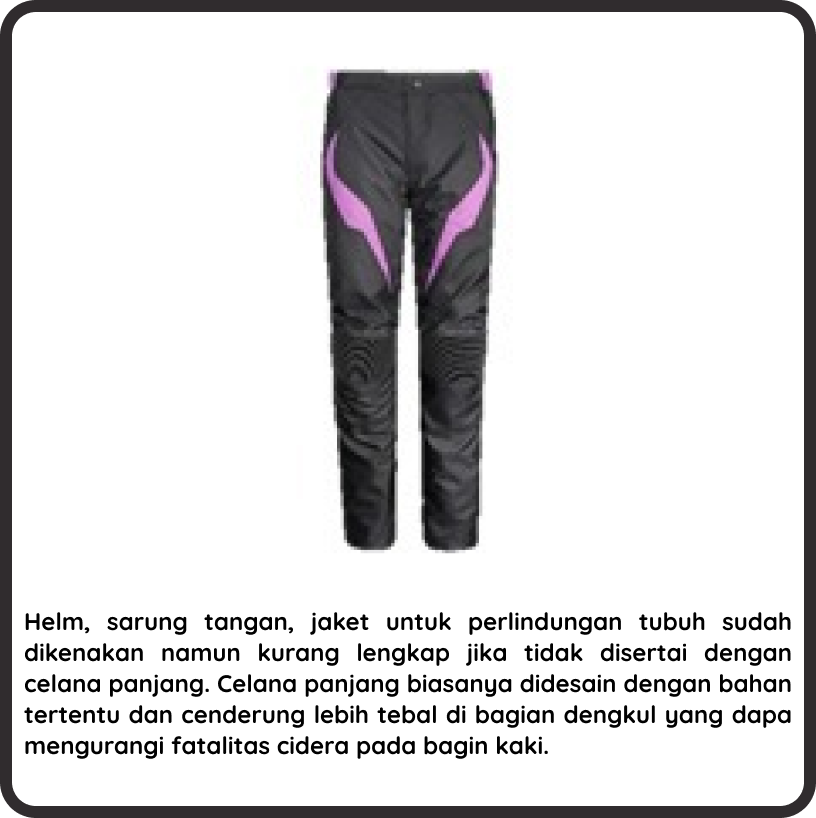 Helm, sarung tangan, jaket untuk perlindungan tubuh sudah
dikenakan namun kurang lengkap jika tidak disertai dengan
celana panjang. Celana panjang biasanya didesain dengan bahan
tertentu dan cenderung lebih tebal di bagian dengkul yang dapa
mengurangi fatalitas cidera pada bagin kaki.